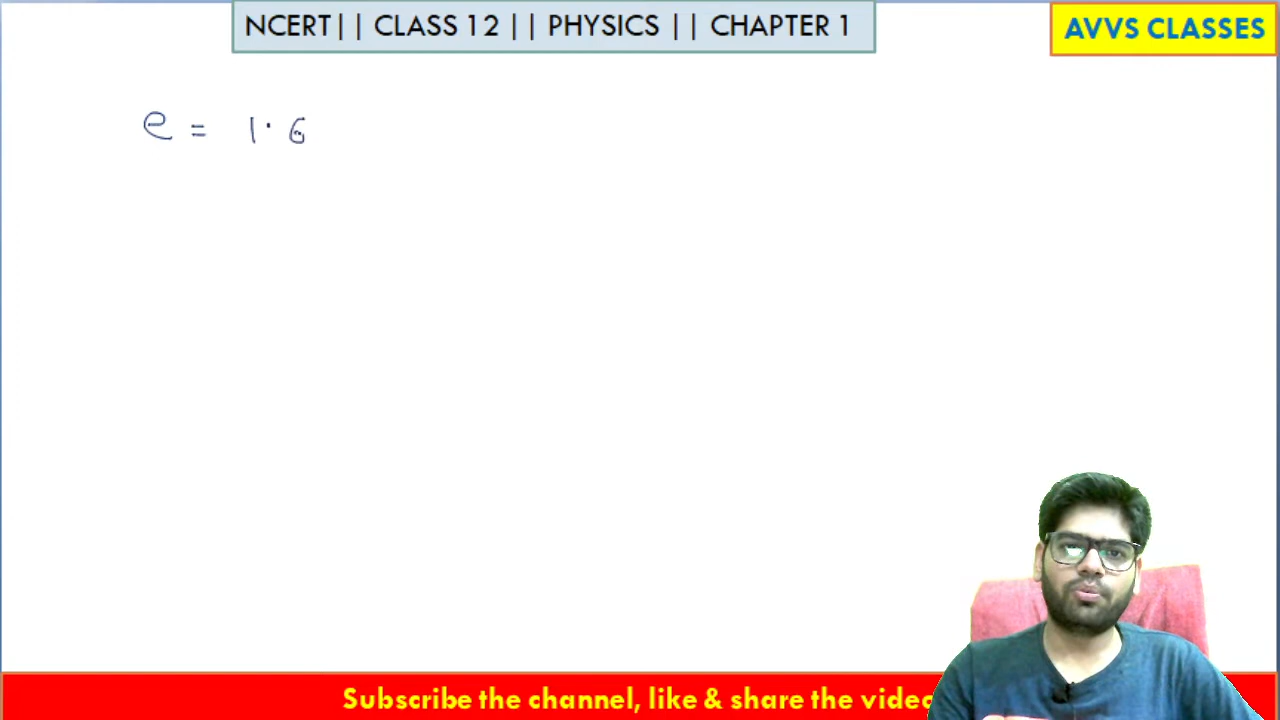 NCERT|| CLASS 12 || PHYSICS || CHAPTER 1
AVVS CLASSES
e = 1.6
Subscribe the channel, like & share the video